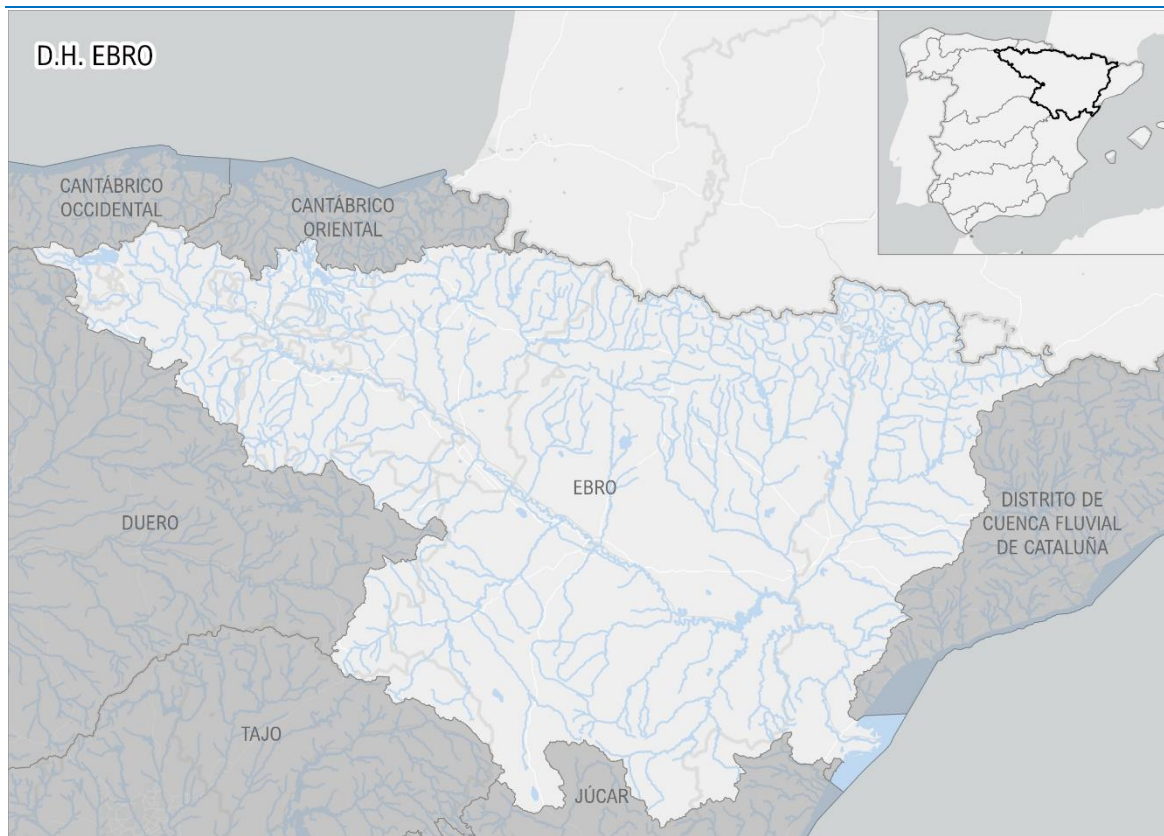 D.H. EBRO
CANTÁBRICO
OCCIDENTAL
CANTÁBRICO
ORIENTAL
EBRO
DISTRITO DE
CUENCA FLUVIAL
DE CATALUÑA
DUERO
TAJO
JÚCAR